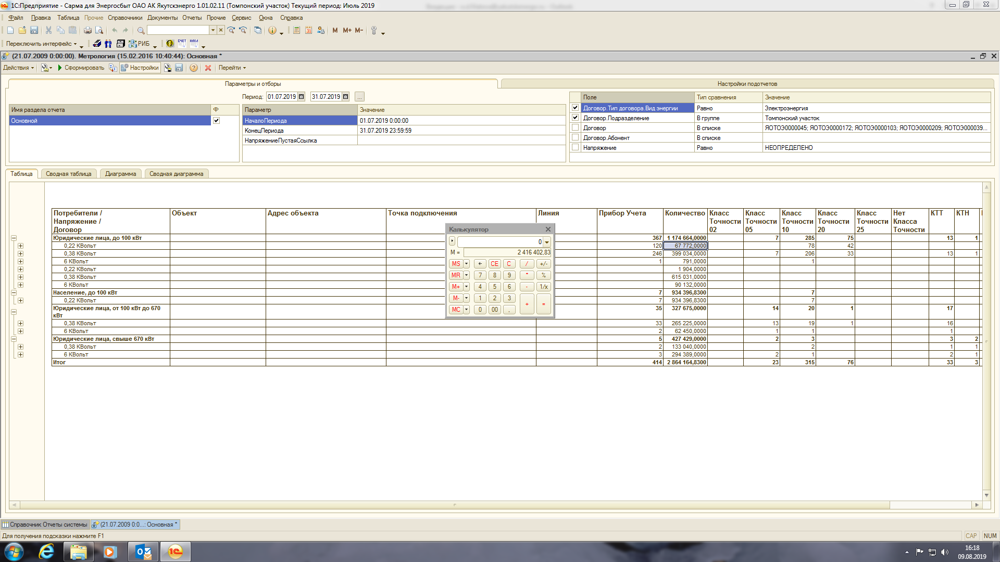 1С:Предприятие - Сарма для Энергосбыт ОАО АК Якутскэнерго 1.01.02.11 (Томпонский участок) Текущий период: Июль 2019
Файл Правка Таблица Прочие Справочники Документы Отчеты Прочие Сервис Окна Справка
M M+ M-
Переключить интерфейс РИБ СЧЕТ НАКЛ
(21.07.2009 0:00:00). Метрология (15.02.2016 10:40:44): Основная *
Действия Сформировать Настройки Перейти
Параметры и отборы Настройки подотчетов
Период: 01.07.2019 31.07.2019 ...
Имя раздела отчета Ф
Основной
Параметр Значение
НачалоПериода 01.07.2019 0:00:00
КонецПериода 31.07.2019 23:59:59
НапряжениеПустаяСсылка
Поле Тип сравнения Значение
Договор.Тип договора.Вид энергии Равно Электроэнергия
Договор.Подразделение В группе Томпонский участок
Договор В списке ЯОТОЭ0000045; ЯОТОЭ0000172; ЯОТОЭ0000103; ЯОТОЭ0000209; ЯОТОЭ000039...
Договор.Абонент В списке
Напряжение Равно НЕОПРЕДЕЛЕНО
Таблица Сводная таблица Диаграмма Сводная диаграмма
Потребители / Напряжение / Договор Объект Адрес объекта Точка подключения Линия Прибор Учета Количество Класс Точности 02 Класс Точности 05 Класс Точности 10 Класс Точности 20 Класс Точности 25 Нет Класса Точности КТТ КТН
Юридические лица, до 100 кВт 367 1 174 664,0000 7 285 75 13 1
0,22 КВольт 120 67 772,0000 78 42
0,38 КВольт 246 399 034,0000 7 206 33 13 1
6 КВольт 1 791,0000 1
0,22 КВольт 1 904,0000
0,38 КВольт 615 031,0000
6 КВольт 90 132,0000
Население, до 100 кВт 7 934 396,8300 7
0,22 КВольт 7 934 396,8300 7
Юридические лица, от 100 кВт до 670 кВт 35 327 675,0000 14 20 1 17
0,38 КВольт 33 265 225,0000 13 19 1 16
6 КВольт 2 62 450,0000 1 1 1
Юридические лица, свыше 670 кВт 5 427 429,0000 2 3 3 2
0,38 КВольт 2 133 040,0000 2 1 1
6 КВольт 3 294 389,0000 2 1 2 1
Итог 414 2 864 164,8300 23 315 76 33 3
Калькулятор
0
M = 2 416 402,83
MS ← CE C / +/-
MR 7 8 9 * %
M+ 4 5 6 - 1/x
M- 1 2 3 + =
MC 0 00 ,
Справочник Отчеты системы (21.07.2009 0:0...: Основная *
Для получения подсказки нажмите F1 CAP NUM
16:18
09.08.2019